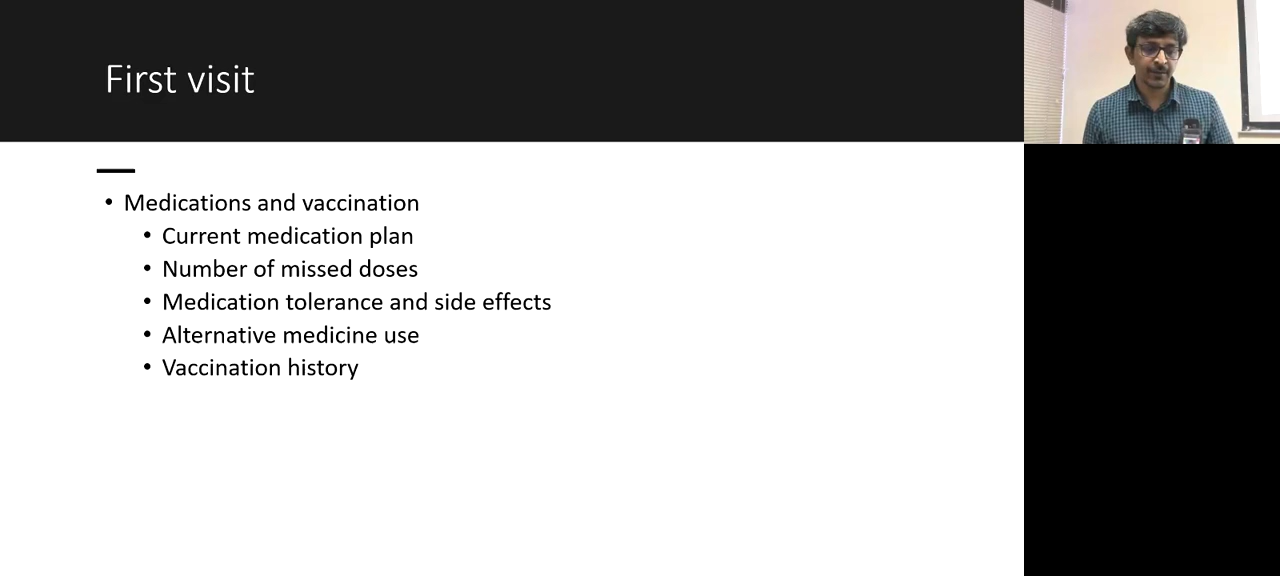 First visit
• Medications and vaccination
• Current medication plan
• Number of missed doses
• Medication tolerance and side effects
• Alternative medicine use
• Vaccination history